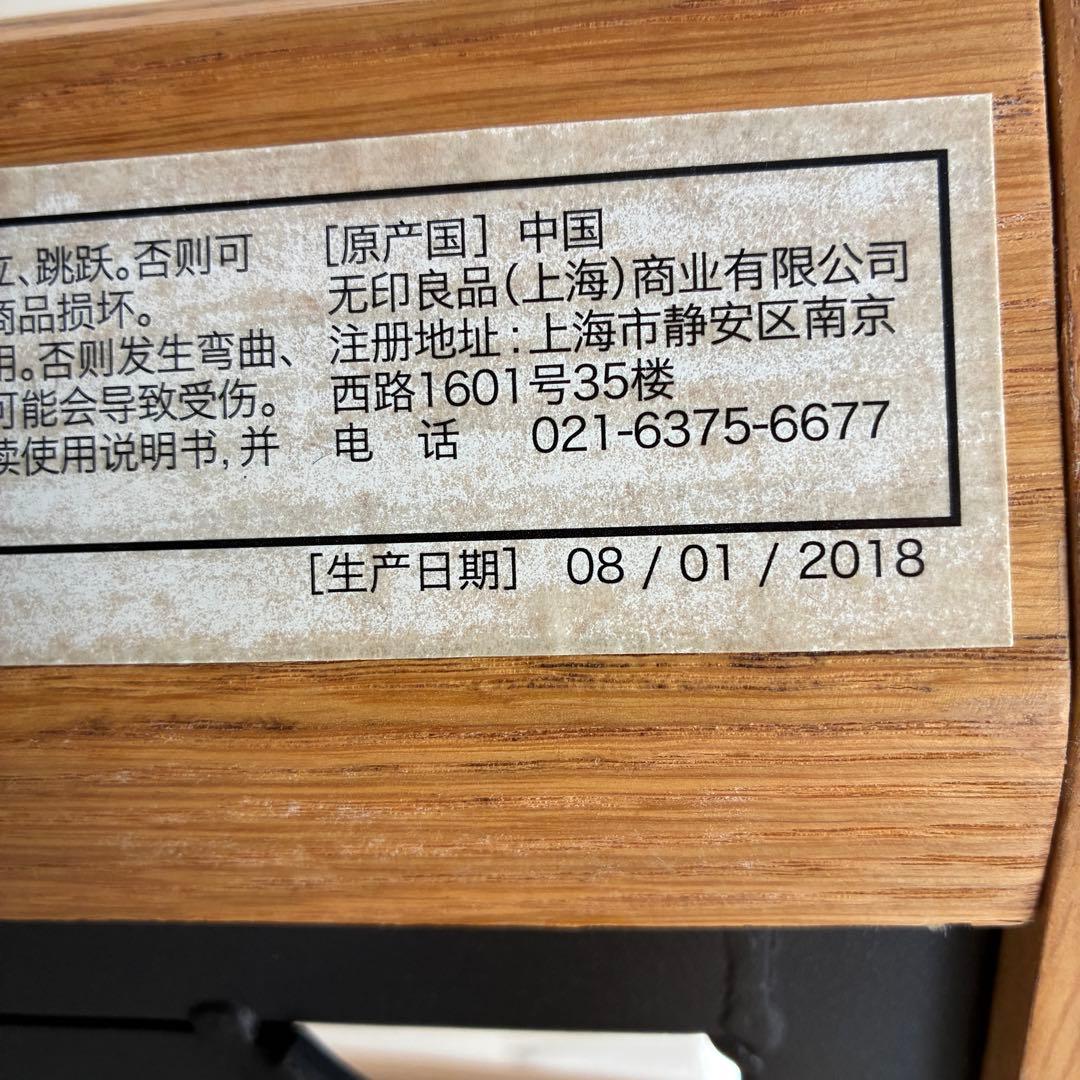 立、跳跃。否则可
商品损坏。
用。否则发生弯曲、
可能会导致受伤。
读使用说明书,并
[原产国] 中国
无印良品(上海)商业有限公司
注册地址:上海市静安区南京
西路1601号35楼
电 话 021-6375-6677
[生产日期] 08 / 01 / 2018